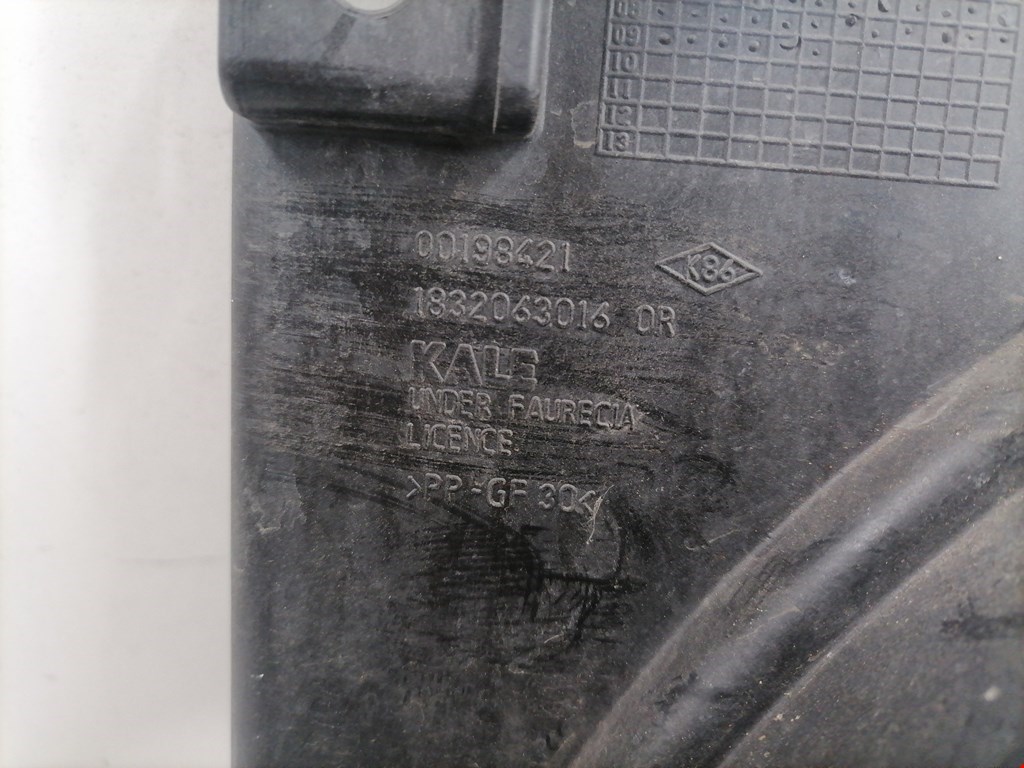 08
09
10
11
12
13
00198421
K86
1832063016 OR
KALE
UNDER FAURECIA
LICENCE
>PP-GF 30<